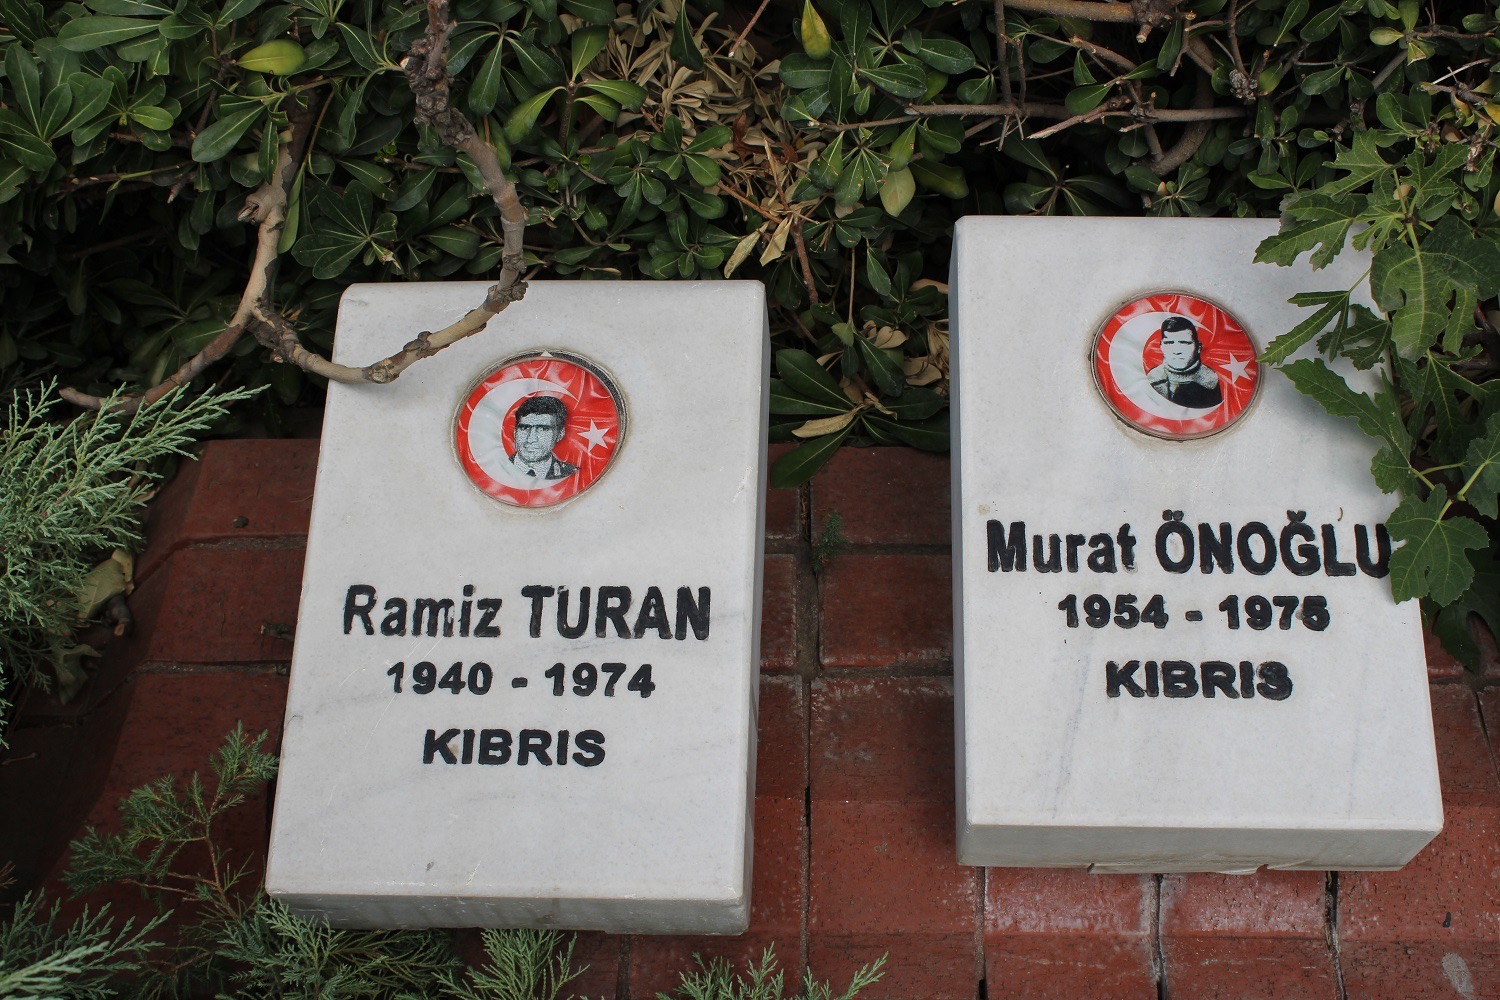 Ramiz TURAN
1940 - 1974
KIBRIS
Murat ÖNOĞLU
1954 - 1975
KIBRIS